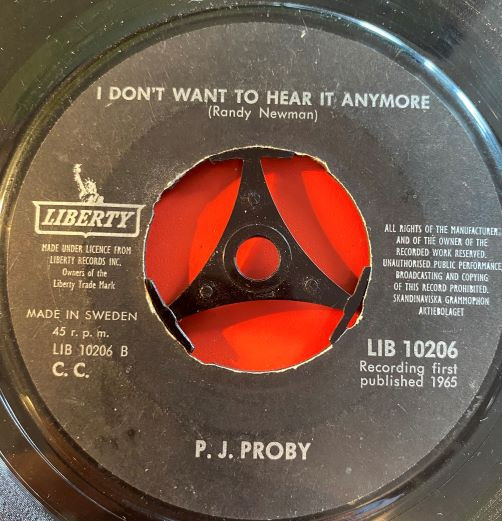 I DON'T WANT TO HEAR IT ANYMORE
(Randy Newman)
LIBERTY
MADE UNDER LICENCE FROM
LIBERTY RECORDS INC.
Owners of the
Liberty Trade Mark
MADE IN SWEDEN
45 r. p. m.
LIB 10206 B
C. C.
ALL RIGHTS OF THE MANUFACTURER
AND OF THE OWNER OF THE
RECORDED WORK RESERVED.
UNAUTHORISED PUBLIC PERFORMANCE
BROADCASTING AND COPYING
OF THIS RECORD PROHIBITED.
SKANDINAVISKA GRAMMOPHON
AKTIEBOLAGET
LIB 10206
Recording first
published 1965
P. J. PROBY